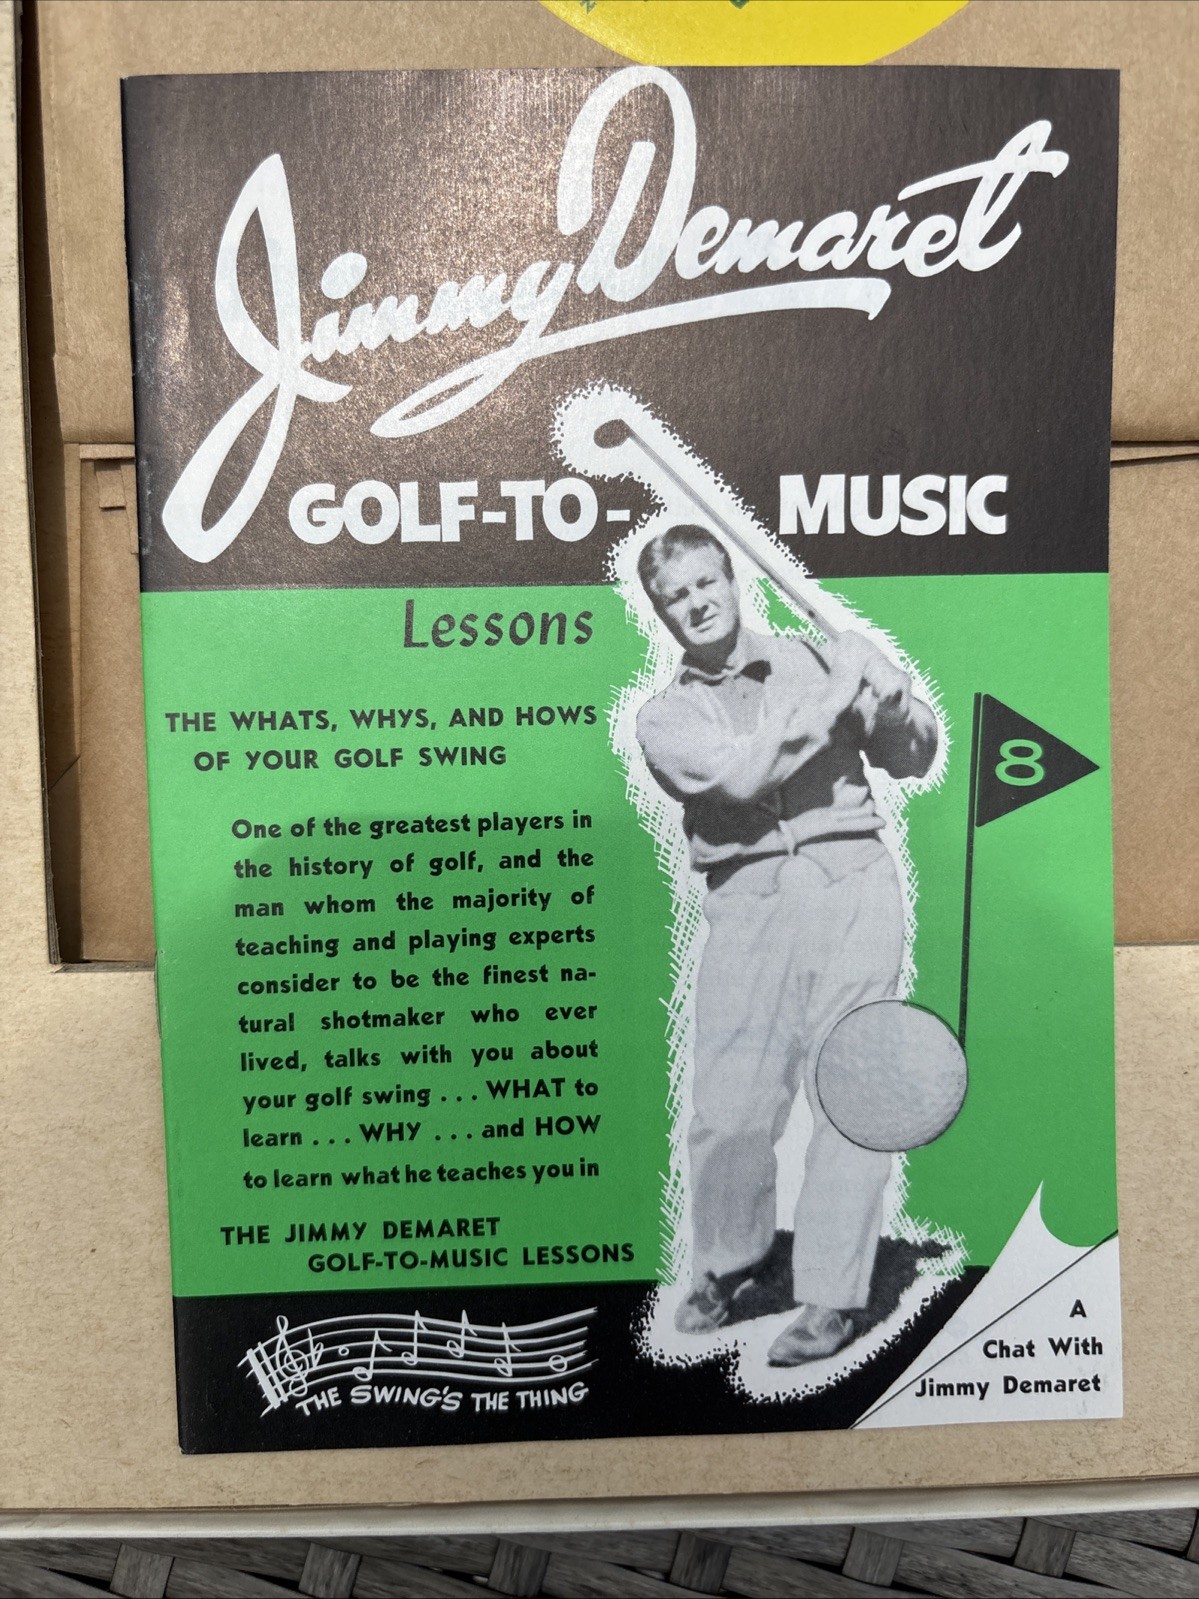 Jimmy Demaret
GOLF-TO-MUSIC
Lessons
THE WHATS, WHYS, AND HOWS
OF YOUR GOLF SWING
One of the greatest players in
the history of golf, and the
man whom the majority of
teaching and playing experts
consider to be the finest na-
tural shotmaker who ever
lived, talks with you about
your golf swing . . . WHAT to
learn . . . WHY . . . and HOW
to learn what he teaches you in
THE JIMMY DEMARET
GOLF-TO-MUSIC LESSONS
THE SWING'S THE THING
8
A
Chat With
Jimmy Demaret